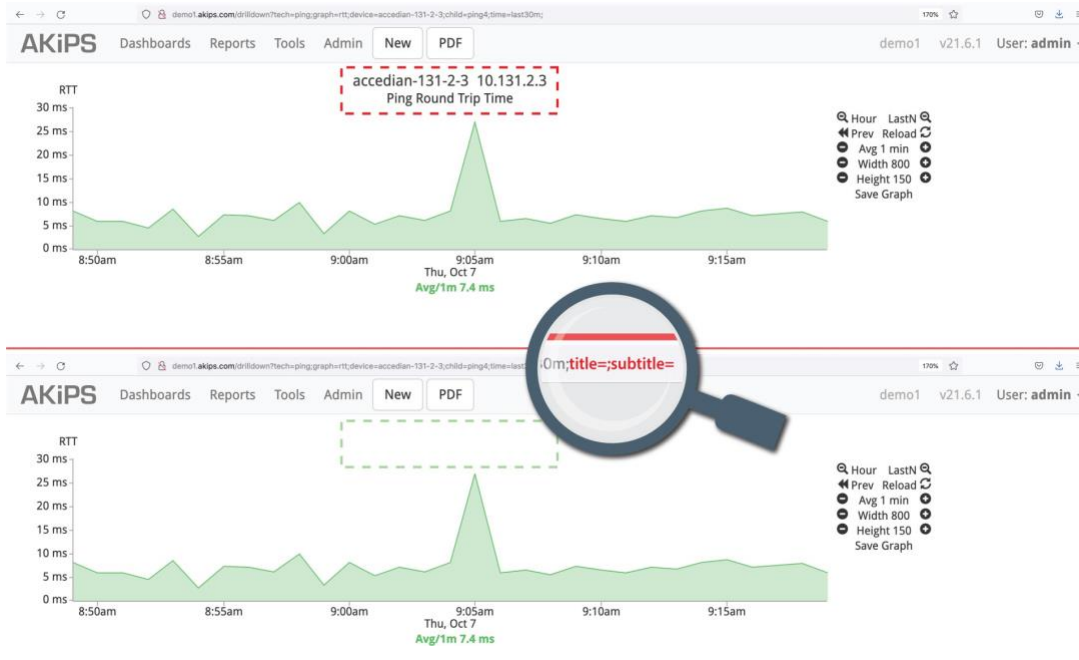 demo1.akips.com/drilldown?tech=ping;graph=rtt;device=accedian-131-2-3;child=ping4;time=last30m;
170%
AKiPS Dashboards Reports Tools Admin New PDF demo1 v21.6.1 User: admin
accedian-131-2-3 10.131.2.3
Ping Round Trip Time
RTT
30 ms
25 ms
20 ms
15 ms
10 ms
5 ms
0 ms
8:50am 8:55am 9:00am 9:05am 9:10am 9:15am
Thu, Oct 7
Avg/1m 7.4 ms
Hour LastN
Prev Reload
Avg 1 min
Width 800
Height 150
Save Graph
demo1.akips.com/drilldown?tech=ping;graph=rtt;device=accedian-131-2-3;child=ping4;time=last
0m;title=;subtitle=
170%
AKiPS Dashboards Reports Tools Admin New PDF demo1 v21.6.1 User: admin
RTT
30 ms
25 ms
20 ms
15 ms
10 ms
5 ms
0 ms
8:50am 8:55am 9:00am 9:05am 9:10am 9:15am
Thu, Oct 7
Avg/1m 7.4 ms
Hour LastN
Prev Reload
Avg 1 min
Width 800
Height 150
Save Graph